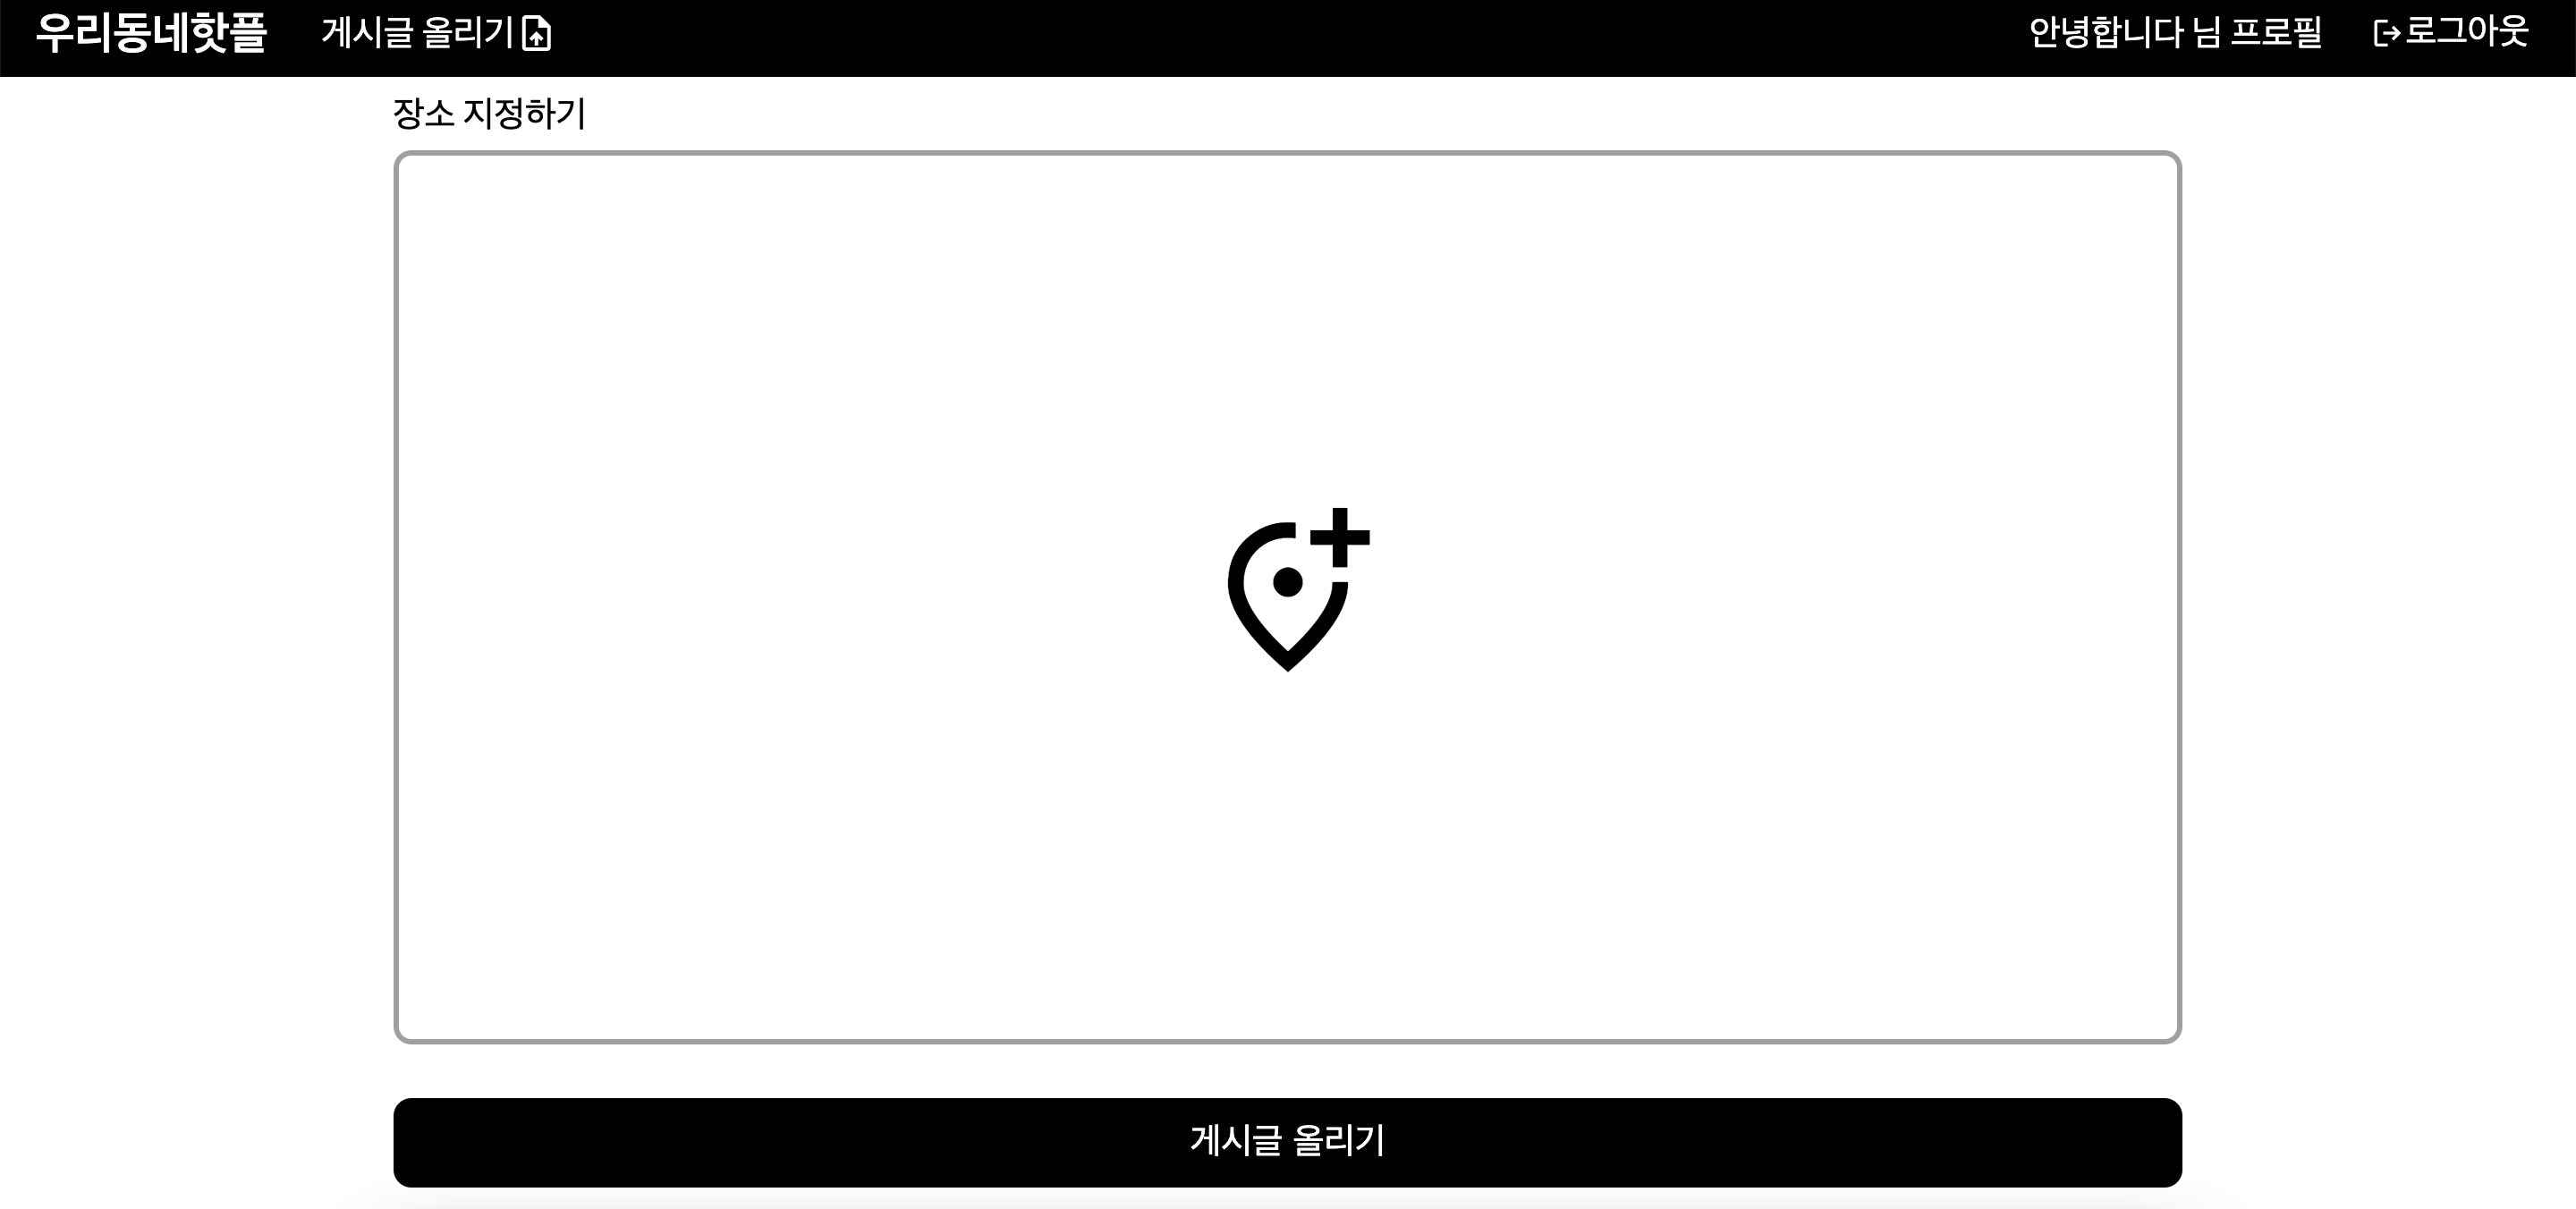 우리동네핫플
게시글 올리기
안녕합니다 님 프로필
로그아웃
장소 지정하기
게시글 올리기